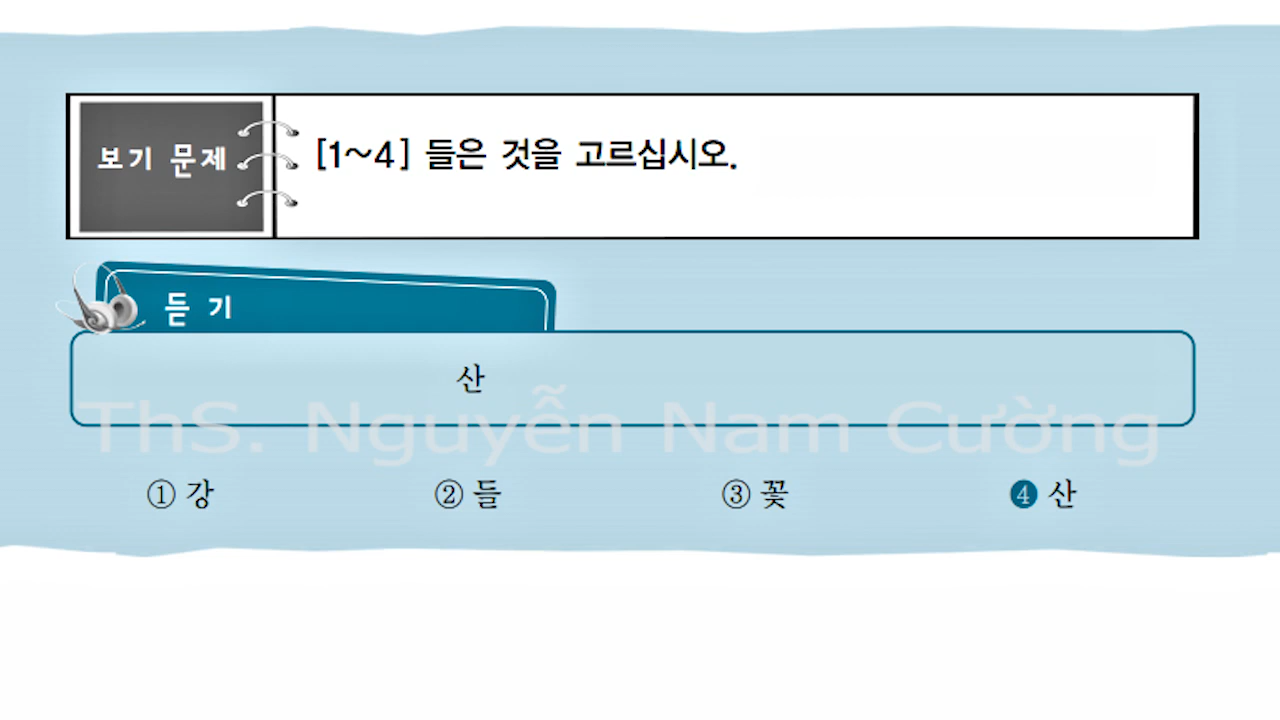 보기 문제
[1~4] 들은 것을 고르십시오.
듣기
산
ThS. Nguyễn Nam Cường
① 강 ② 들 ③ 꽃 ❹ 산